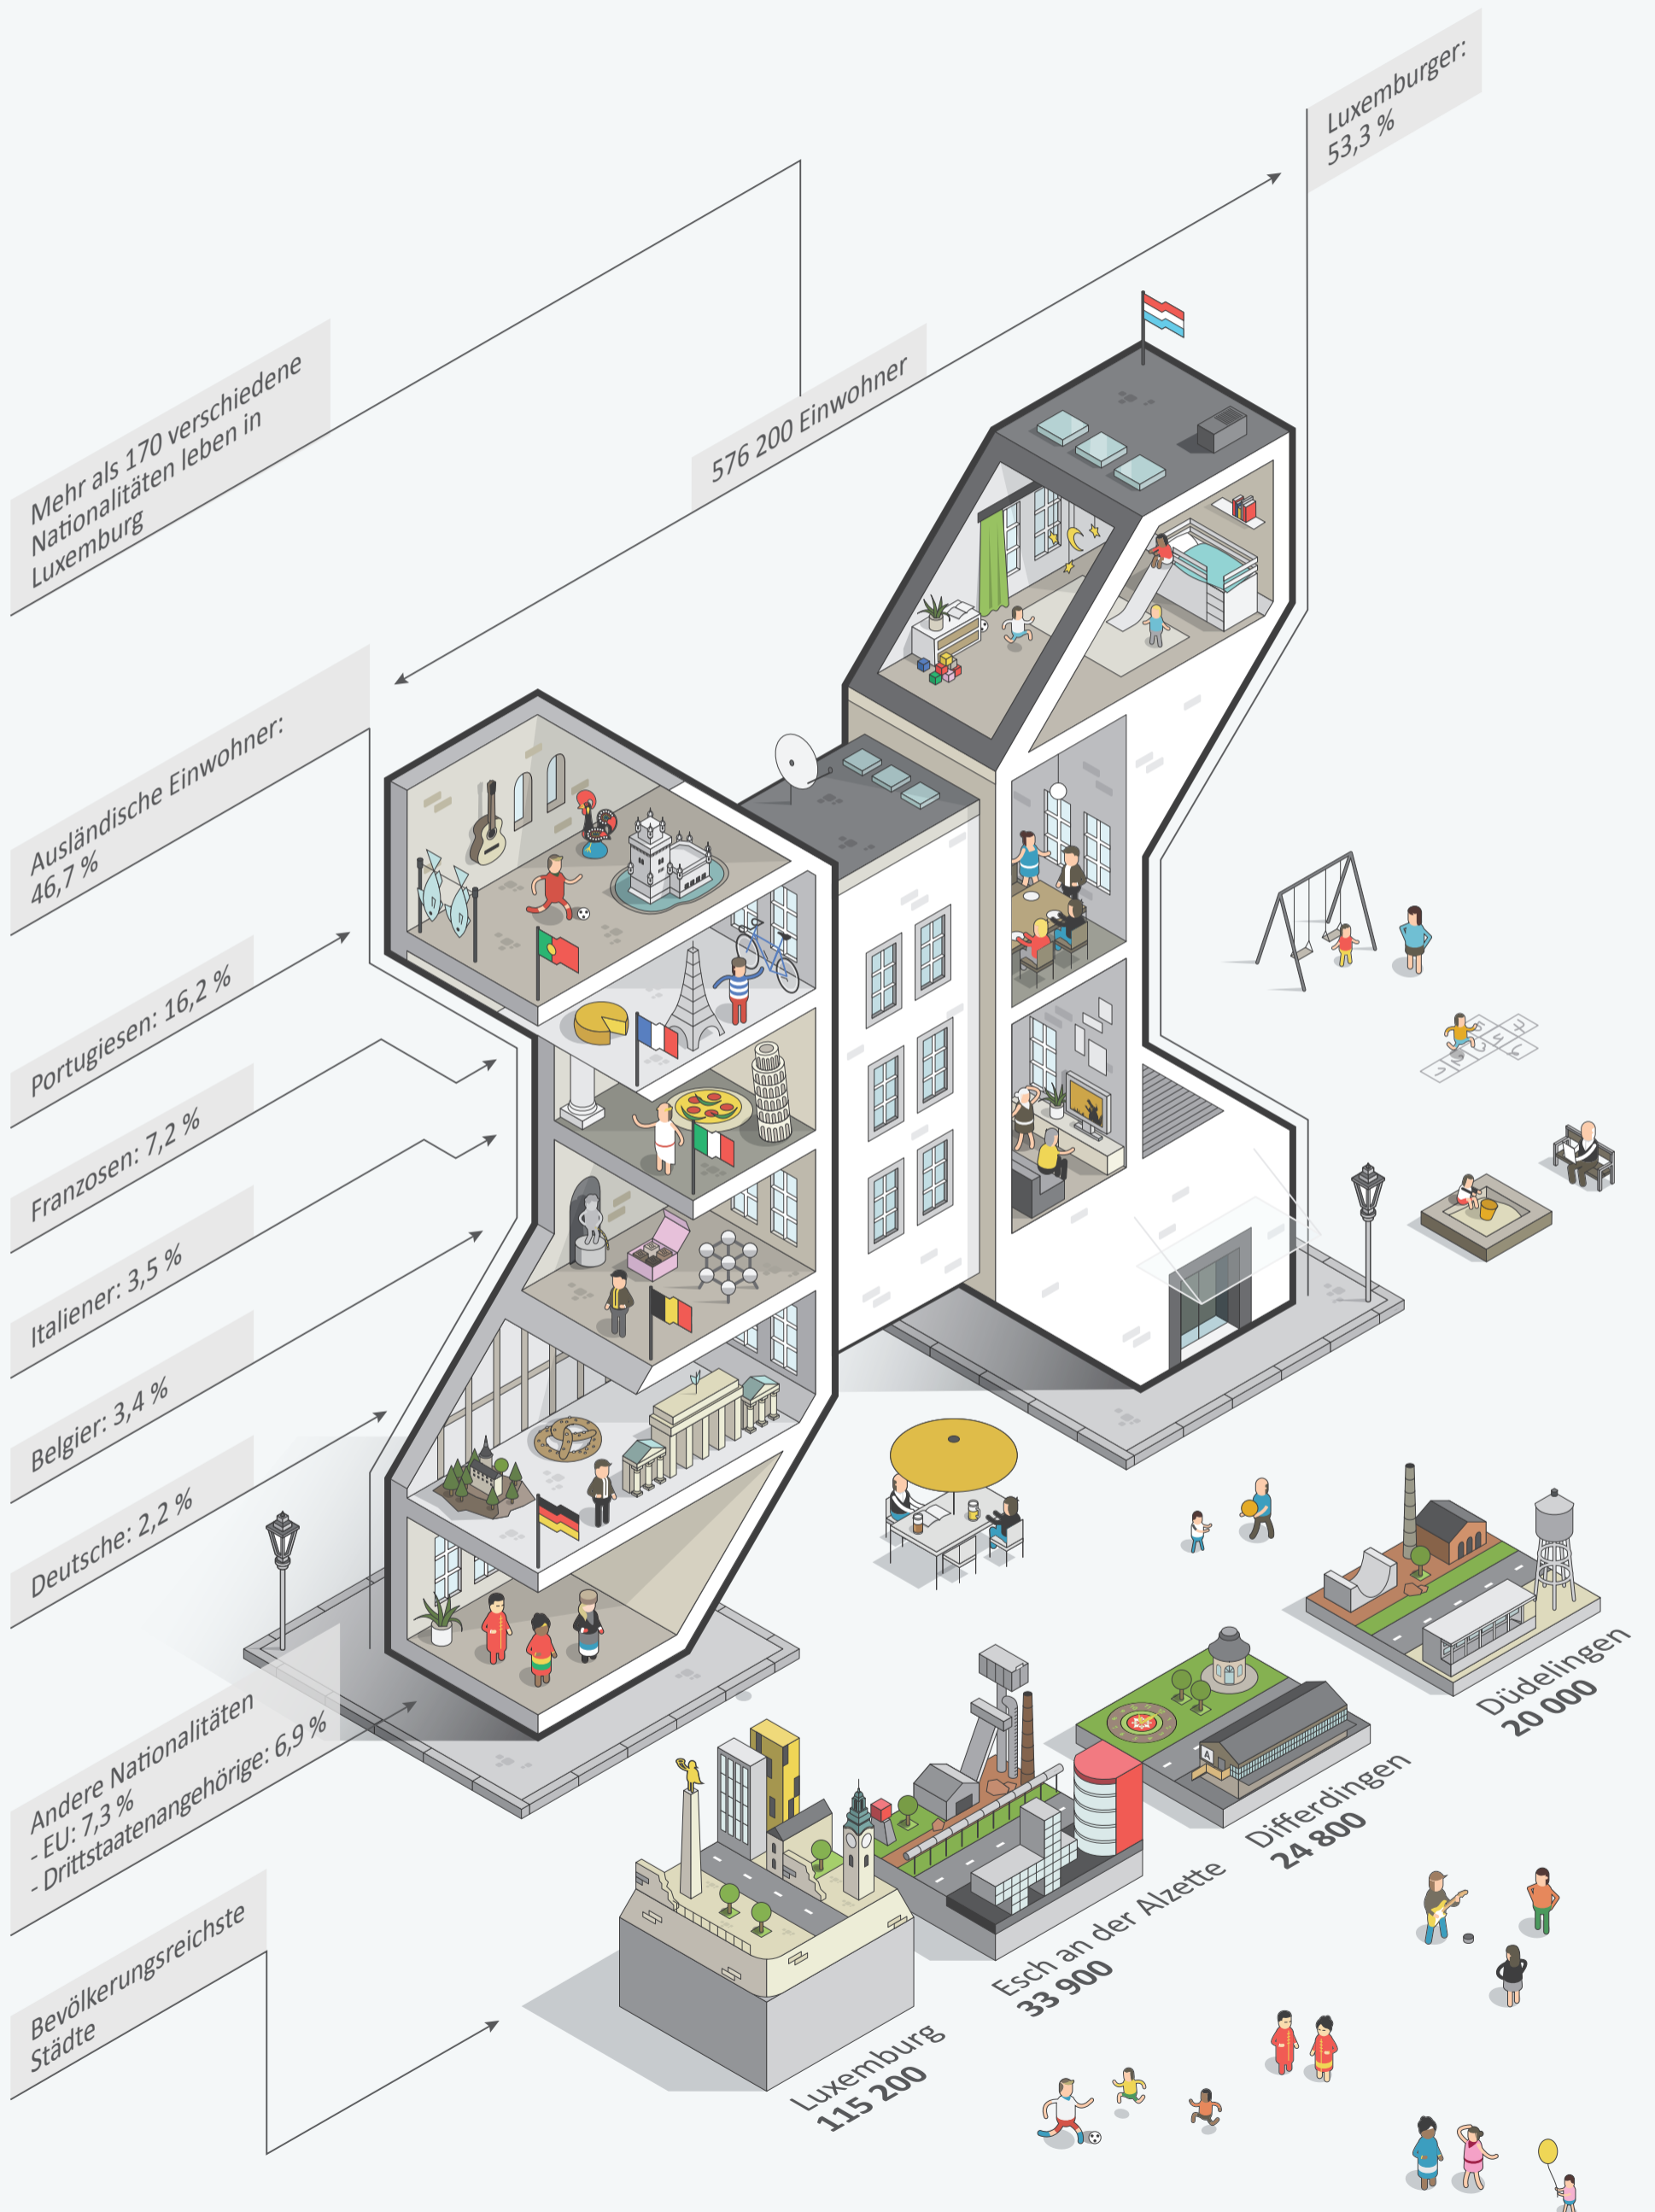 Luxemburger:
53,3 %
576 200 Einwohner
Mehr als 170 verschiedene
Nationalitäten leben in
Luxemburg
Ausländische Einwohner:
46,7 %
Portugiesen: 16,2 %
Franzosen: 7,2 %
Italiener: 3,5 %
Belgier: 3,4 %
Deutsche: 2,2 %
Andere Nationalitäten
- EU: 7,3 %
- Drittstaatenangehörige: 6,9 %
Bevölkerungsreichste
Städte
Luxemburg
115 200
Esch an der Alzette
33 900
Differdingen
24 800
Düdelingen
20 000
A